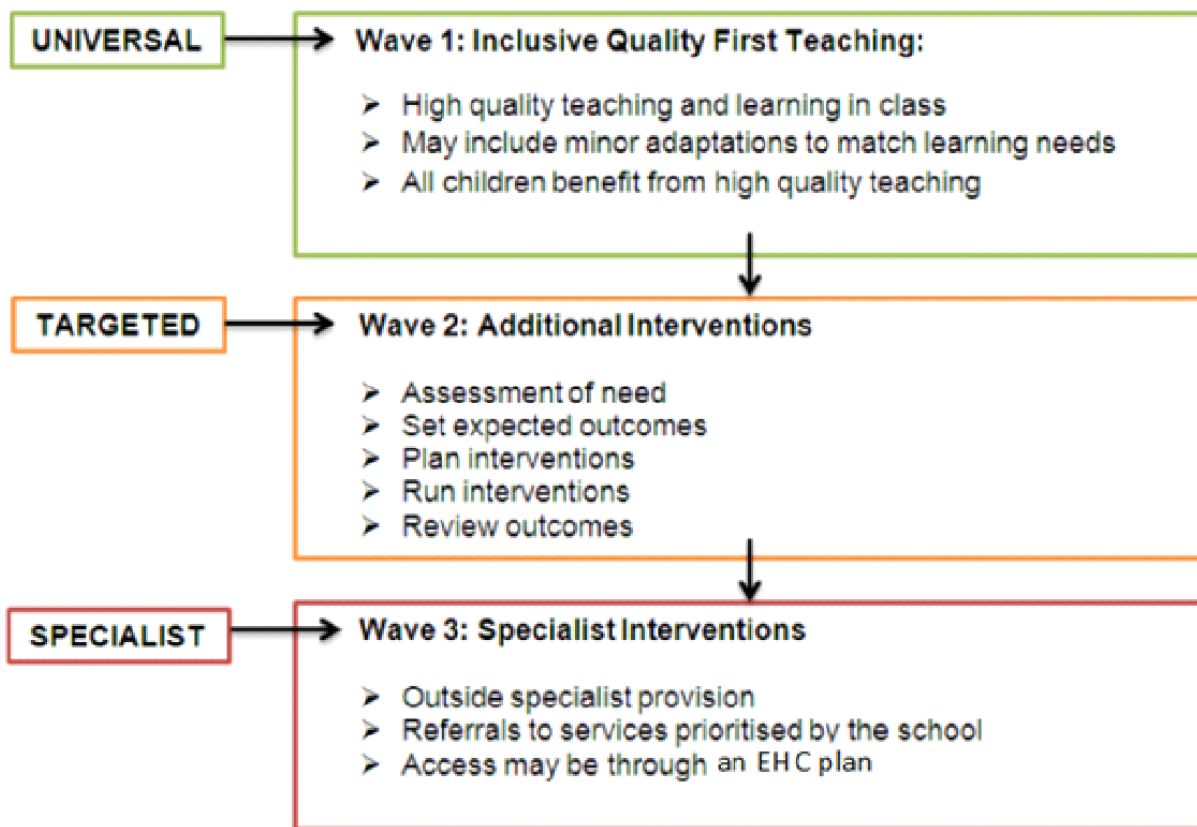 UNIVERSAL
Wave 1: Inclusive Quality First Teaching:
➤ High quality teaching and learning in class
➤ May include minor adaptations to match learning needs
➤ All children benefit from high quality teaching
TARGETED
Wave 2: Additional Interventions
➤ Assessment of need
➤ Set expected outcomes
➤ Plan interventions
➤ Run interventions
➤ Review outcomes
SPECIALIST
Wave 3: Specialist Interventions
➤ Outside specialist provision
➤ Referrals to services prioritised by the school
➤ Access may be through an EHC plan